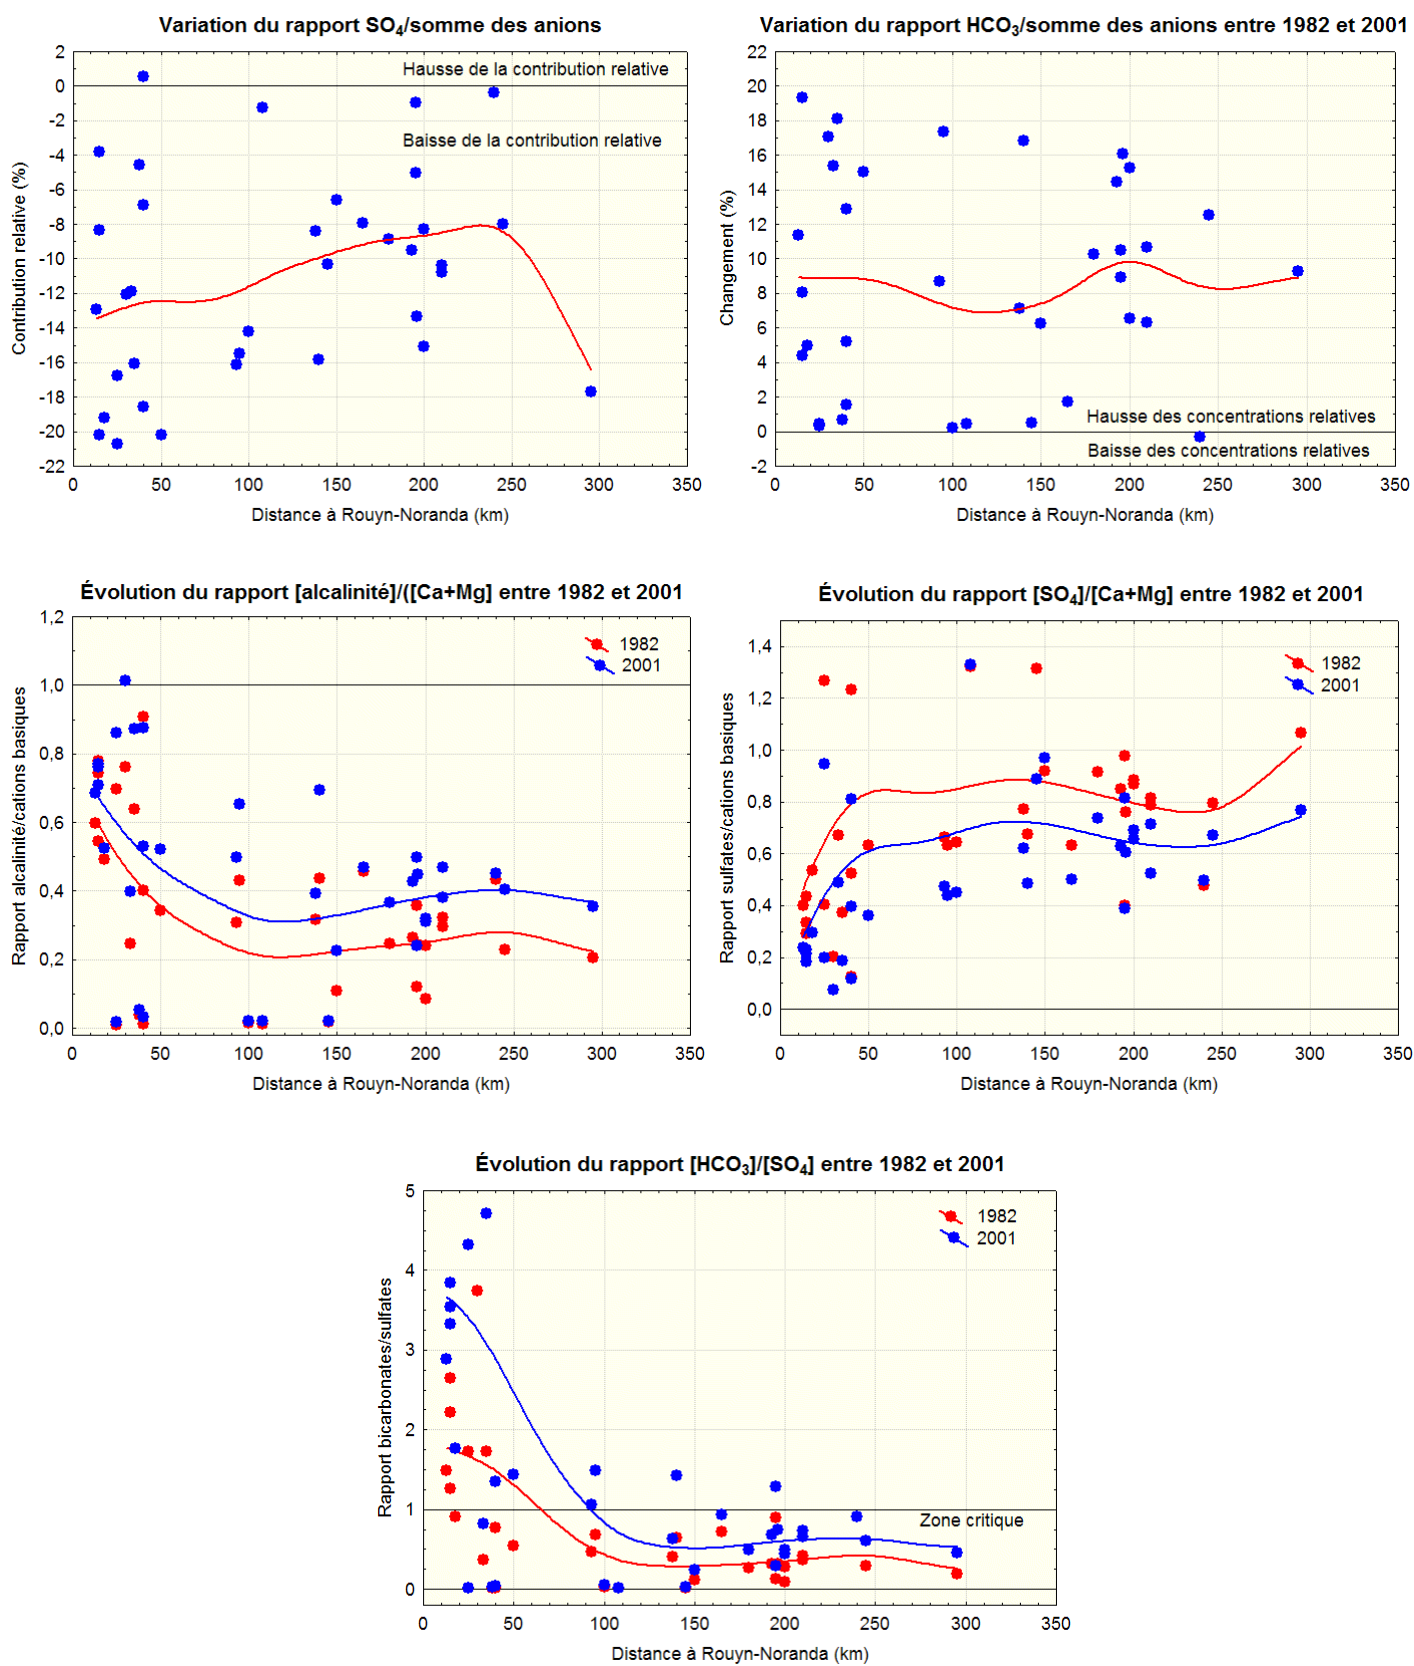 Variation du rapport SO₄/somme des anions
Contribution relative (%)
2
0
-2
-4
-6
-8
-10
-12
-14
-16
-18
-20
-22
Hausse de la contribution relative
Baisse de la contribution relative
0 50 100 150 200 250 300 350
Distance à Rouyn-Noranda (km)
Variation du rapport HCO₃/somme des anions entre 1982 et 2001
Changement (%)
22
20
18
16
14
12
10
8
6
4
2
0
-2
Hausse des concentrations relatives
Baisse des concentrations relatives
0 50 100 150 200 250 300 350
Distance à Rouyn-Noranda (km)
Évolution du rapport [alcalinité]/([Ca+Mg] entre 1982 et 2001
Rapport alcalinité/cations basiques
1,2
1,0
0,8
0,6
0,4
0,2
0,0
1982
2001
0 50 100 150 200 250 300 350
Distance à Rouyn-Noranda (km)
Évolution du rapport [SO₄]/[Ca+Mg] entre 1982 et 2001
Rapport sulfates/cations basiques
1,4
1,2
1,0
0,8
0,6
0,4
0,2
0,0
1982
2001
0 50 100 150 200 250 300 350
Distance à Rouyn-Noranda (km)
Évolution du rapport [HCO₃]/[SO₄] entre 1982 et 2001
Rapport bicarbonates/sulfates
5
4
3
2
1
0
1982
2001
Zone critique
0 50 100 150 200 250 300 350
Distance à Rouyn-Noranda (km)